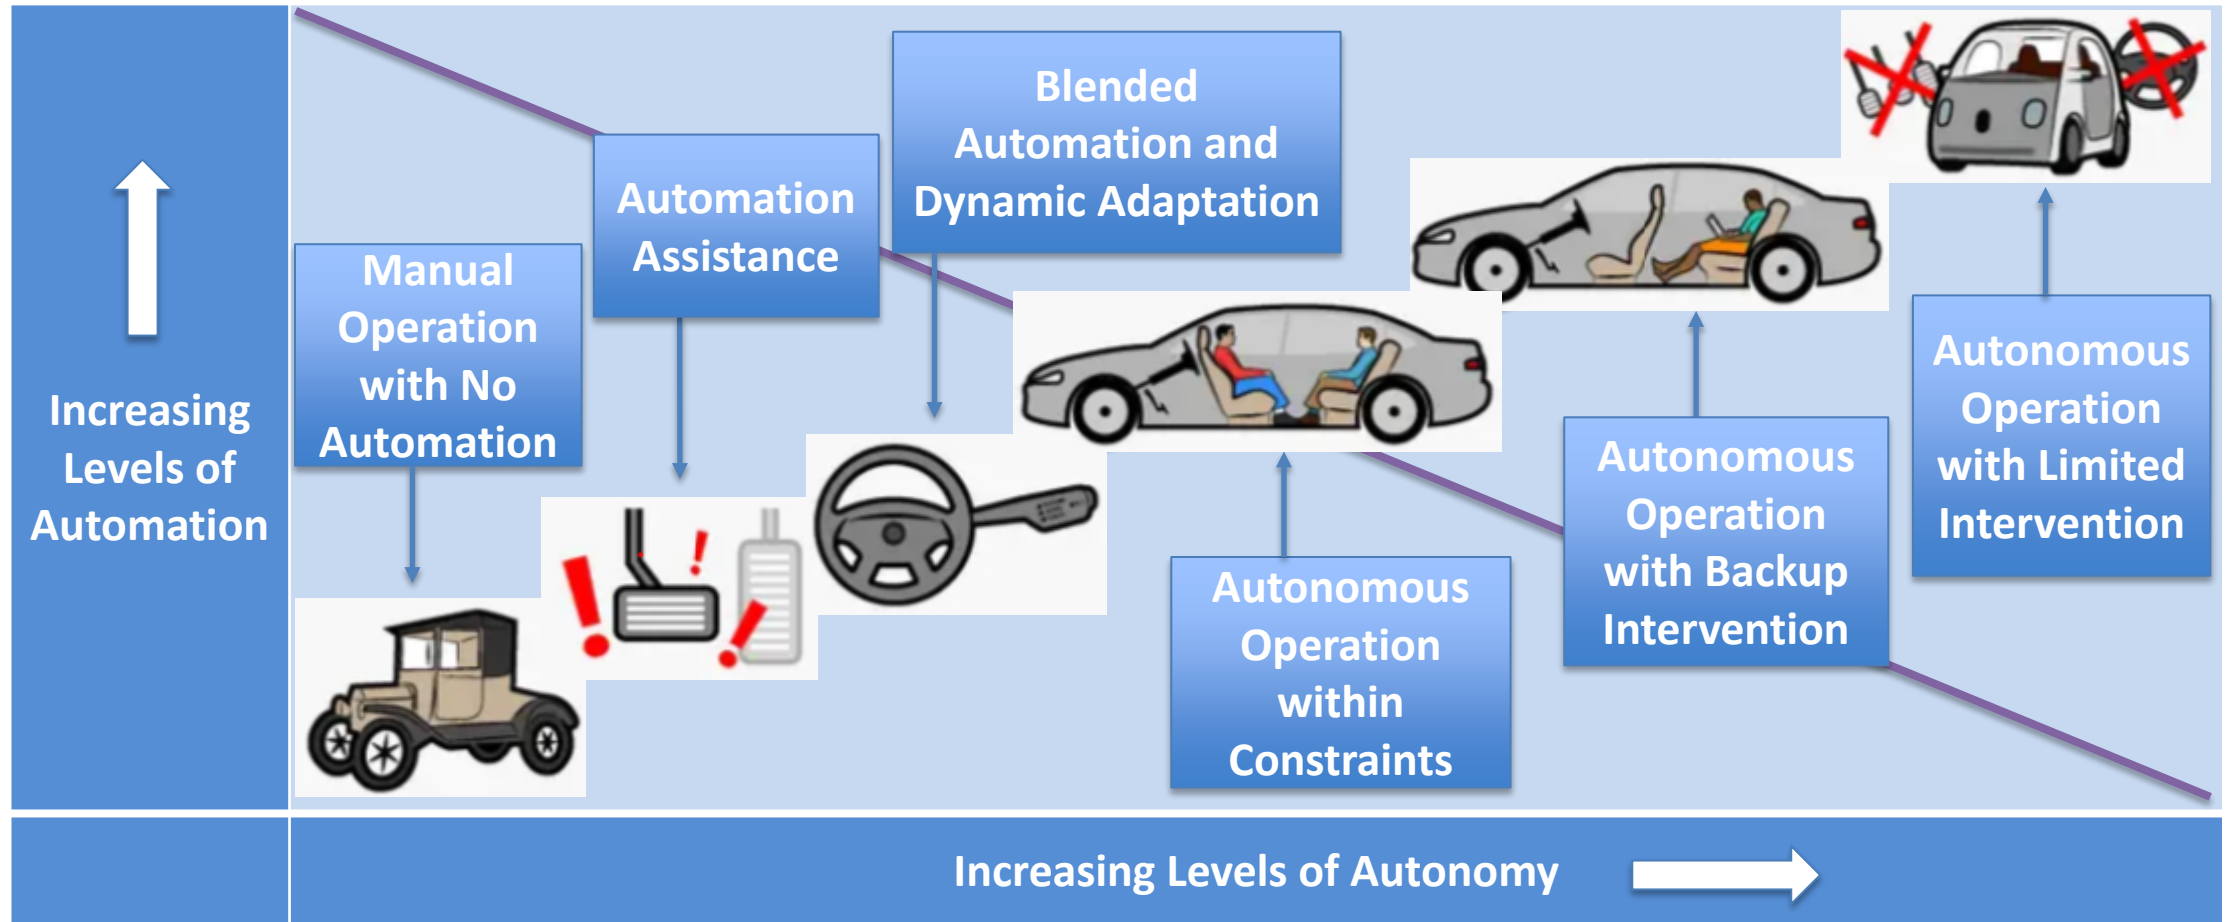 Increasing
Levels of
Automation
Manual
Operation
with No
Automation
Automation
Assistance
Blended
Automation and
Dynamic Adaptation
Autonomous
Operation
within
Constraints
Autonomous
Operation
with Backup
Intervention
Autonomous
Operation
with Limited
Intervention
Increasing Levels of Autonomy